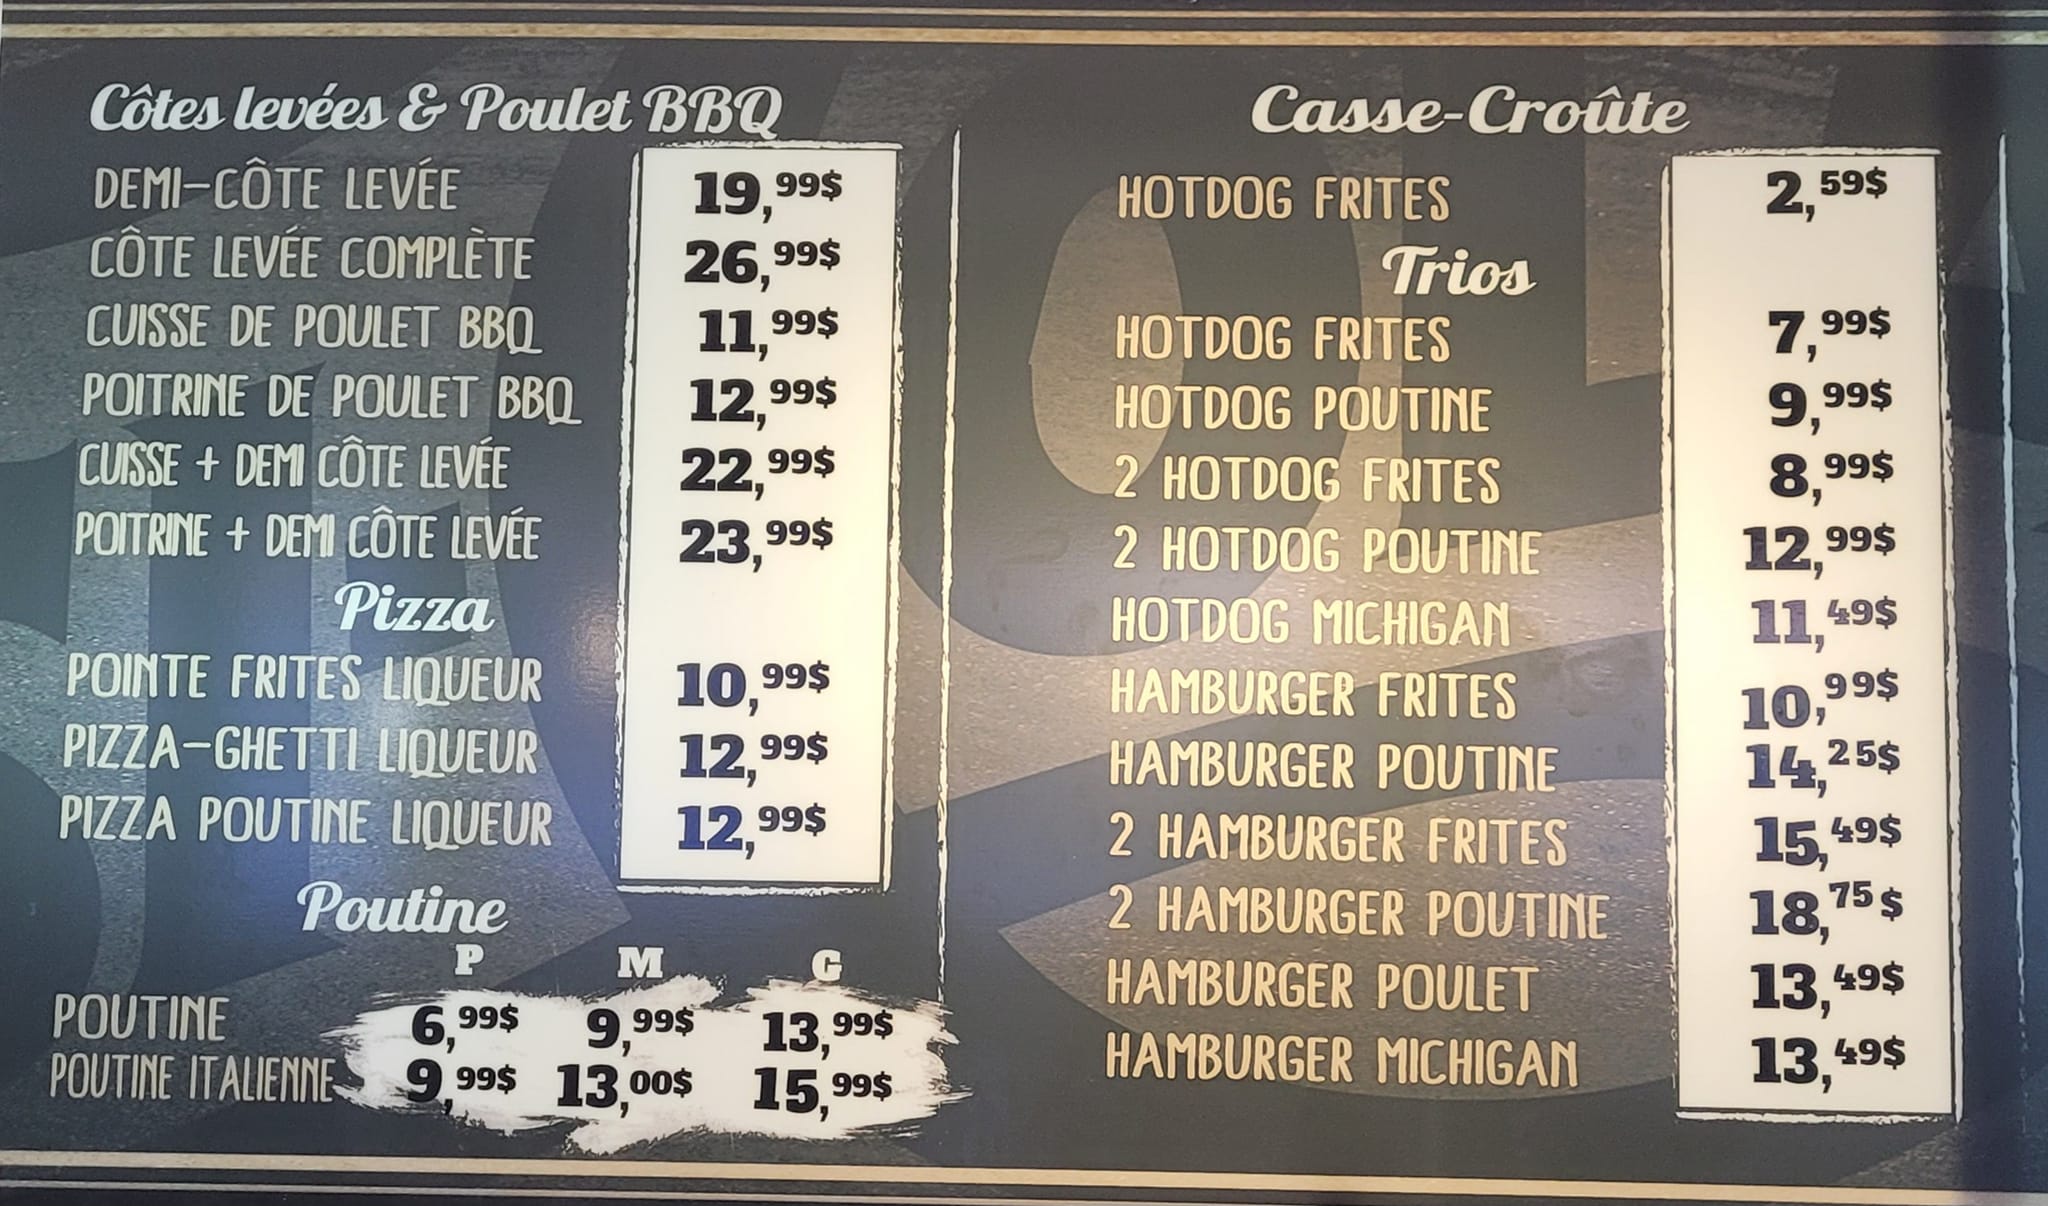 Côtes levées & Poulet BBQ
DEMI-CÔTE LEVÉE 19,99$
CÔTE LEVÉE COMPLÈTE 26,99$
CUISSE DE POULET BBQ 11,99$
POITRINE DE POULET BBQ 12,99$
CUISSE + DEMI CÔTE LEVÉE 22,99$
POITRINE + DEMI CÔTE LEVÉE 23,99$
Pizza
POINTE FRITES LIQUEUR 10,99$
PIZZA-GHETTI LIQUEUR 12,99$
PIZZA POUTINE LIQUEUR 12,99$
Poutine
P M G
POUTINE 6,99$ 9,99$ 13,99$
POUTINE ITALIENNE 9,99$ 13,00$ 15,99$
Casse-Croûte
HOTDOG FRITES 2,59$
Trios
HOTDOG FRITES 7,99$
HOTDOG POUTINE 9,99$
2 HOTDOG FRITES 8,99$
2 HOTDOG POUTINE 12,99$
HOTDOG MICHIGAN 11,49$
HAMBURGER FRITES 10,99$
HAMBURGER POUTINE 14,25$
2 HAMBURGER FRITES 15,49$
2 HAMBURGER POUTINE 18,75$
HAMBURGER POULET 13,49$
HAMBURGER MICHIGAN 13,49$